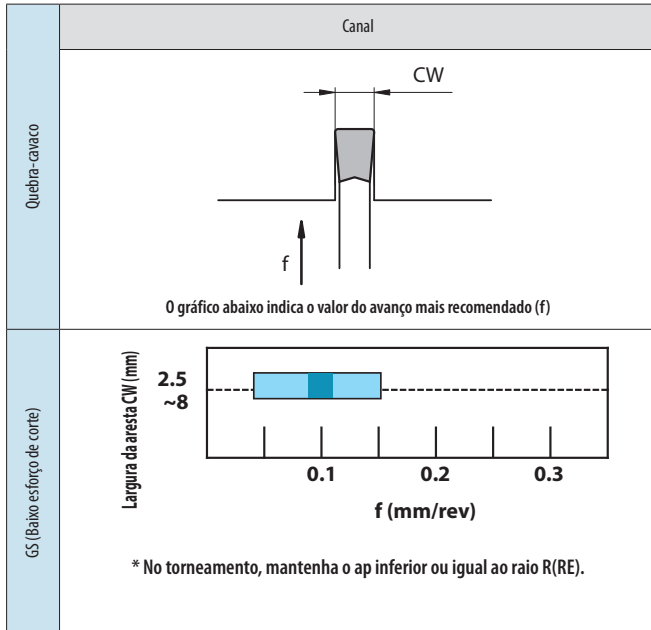 Canal
Quebra-cavaco
CW
f
O gráfico abaixo indica o valor do avanço mais recomendado (f)
GS (Baixo esforço de corte)
Largura da aresta CW (mm)
2.5
~8
0.1 0.2 0.3
f (mm/rev)
* No torneamento, mantenha o ap inferior ou igual ao raio R(RE).